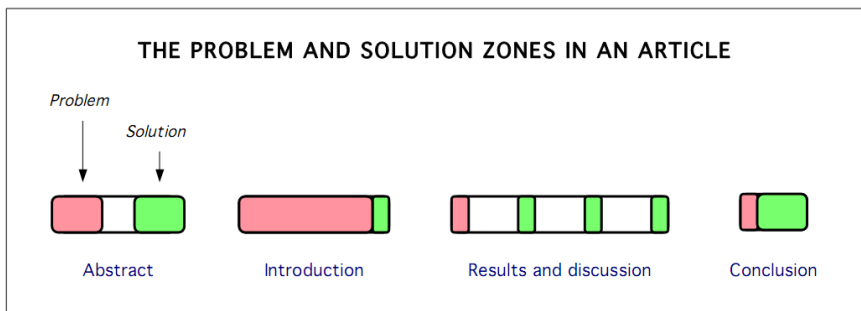 THE PROBLEM AND SOLUTION ZONES IN AN ARTICLE
Problem
Solution
Abstract
Introduction
Results and discussion
Conclusion